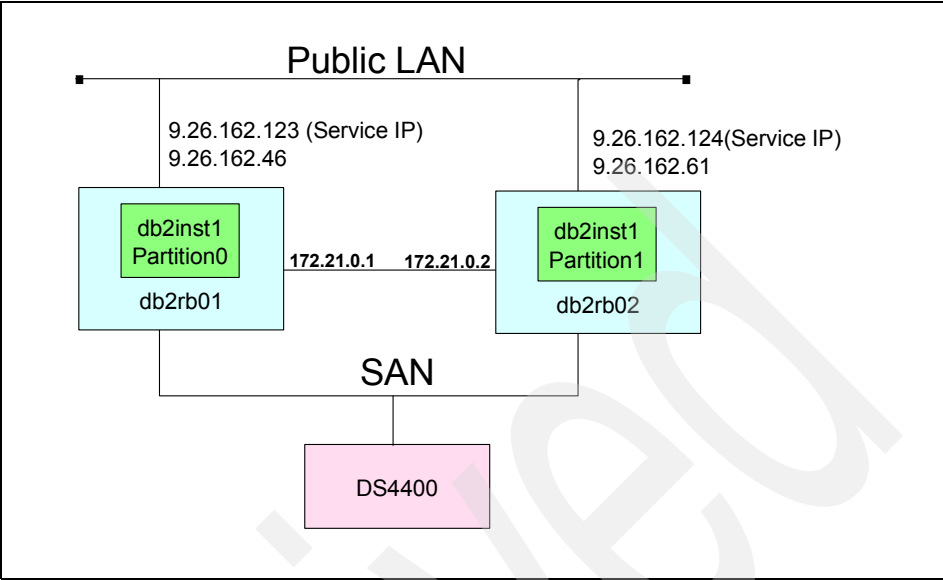 Public LAN
9.26.162.123 (Service IP)
9.26.162.46
9.26.162.124(Service IP)
9.26.162.61
db2inst1
Partition0
db2rb01
172.21.0.1
172.21.0.2
db2inst1
Partition1
db2rb02
SAN
DS4400